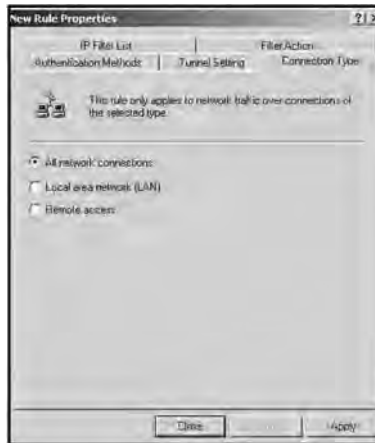 New Rule Properties
IP Filter List
Filter Action
Authentication Methods
Tunnel Setting
Connection Type
This rule only applies to network traffic over connections of
the selected type.
All network connections
Local area network (LAN)
Remote access
Close
Apply